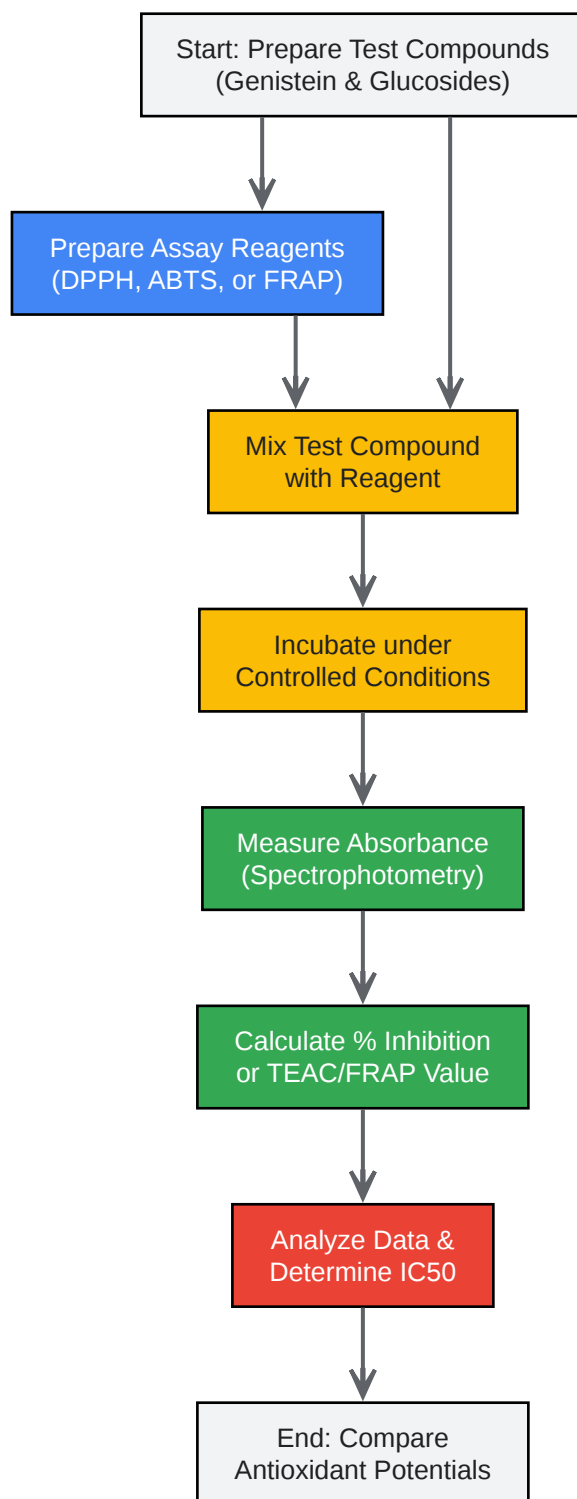 Start: Prepare Test Compounds
(Genistein & Glucosides)
Prepare Assay Reagents
(DPPH, ABTS, or FRAP)
Mix Test Compound
with Reagent
Incubate under
Controlled Conditions
Measure Absorbance
(Spectrophotometry)
Calculate % Inhibition
or TEAC/FRAP Value
Analyze Data &
Determine IC50
End: Compare
Antioxidant Potentials